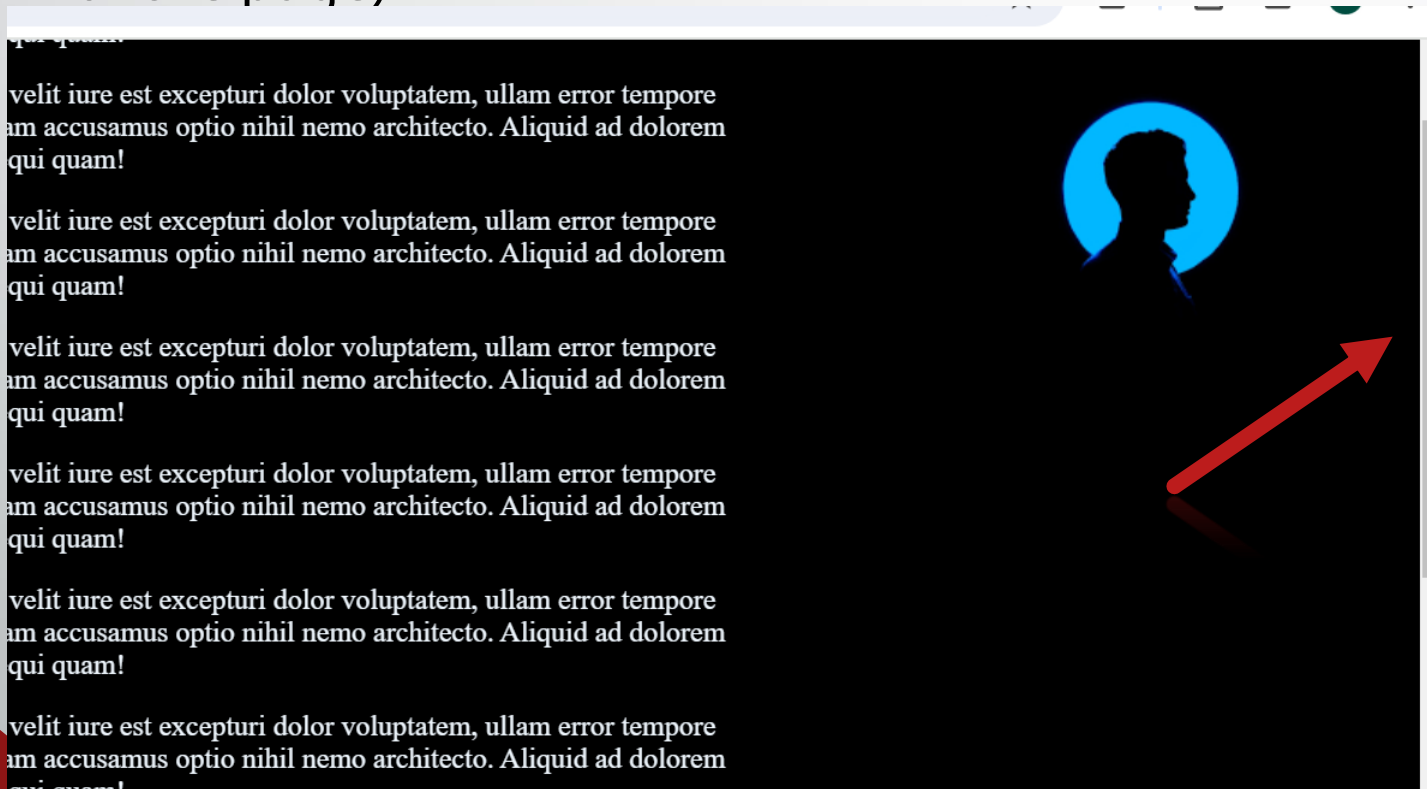 velit iure est excepturi dolor voluptatem, ullam error tempore
am accusamus optio nihil nemo architecto. Aliquid ad dolorem
qui quam!
velit iure est excepturi dolor voluptatem, ullam error tempore
am accusamus optio nihil nemo architecto. Aliquid ad dolorem
qui quam!
velit iure est excepturi dolor voluptatem, ullam error tempore
am accusamus optio nihil nemo architecto. Aliquid ad dolorem
qui quam!
velit iure est excepturi dolor voluptatem, ullam error tempore
am accusamus optio nihil nemo architecto. Aliquid ad dolorem
qui quam!
velit iure est excepturi dolor voluptatem, ullam error tempore
am accusamus optio nihil nemo architecto. Aliquid ad dolorem
qui quam!
velit iure est excepturi dolor voluptatem, ullam error tempore
am accusamus optio nihil nemo architecto. Aliquid ad dolorem